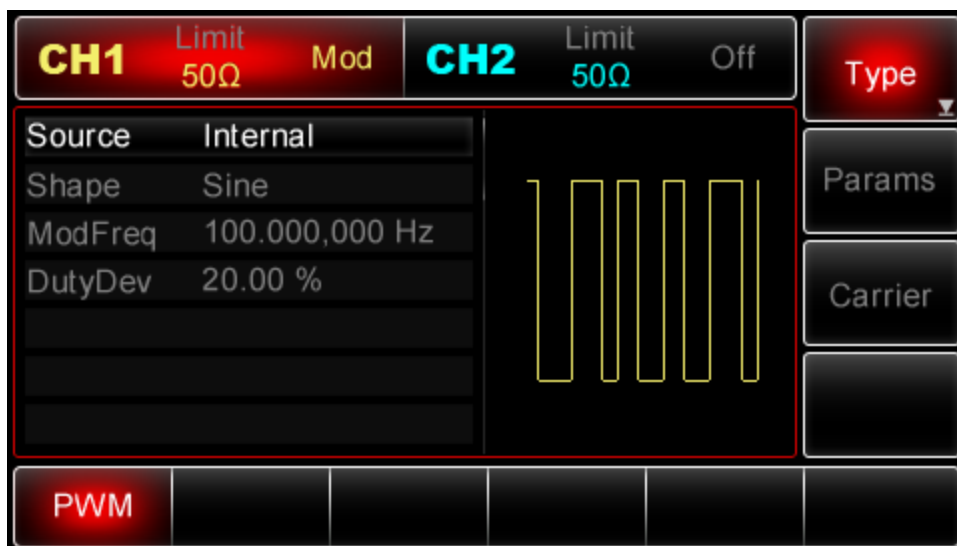 CH1 Limit 50Ω Mod
CH2 Limit 50Ω Off
Type
Source Internal
Shape Sine
ModFreq 100.000,000 Hz
DutyDev 20.00 %
Params
Carrier
PWM